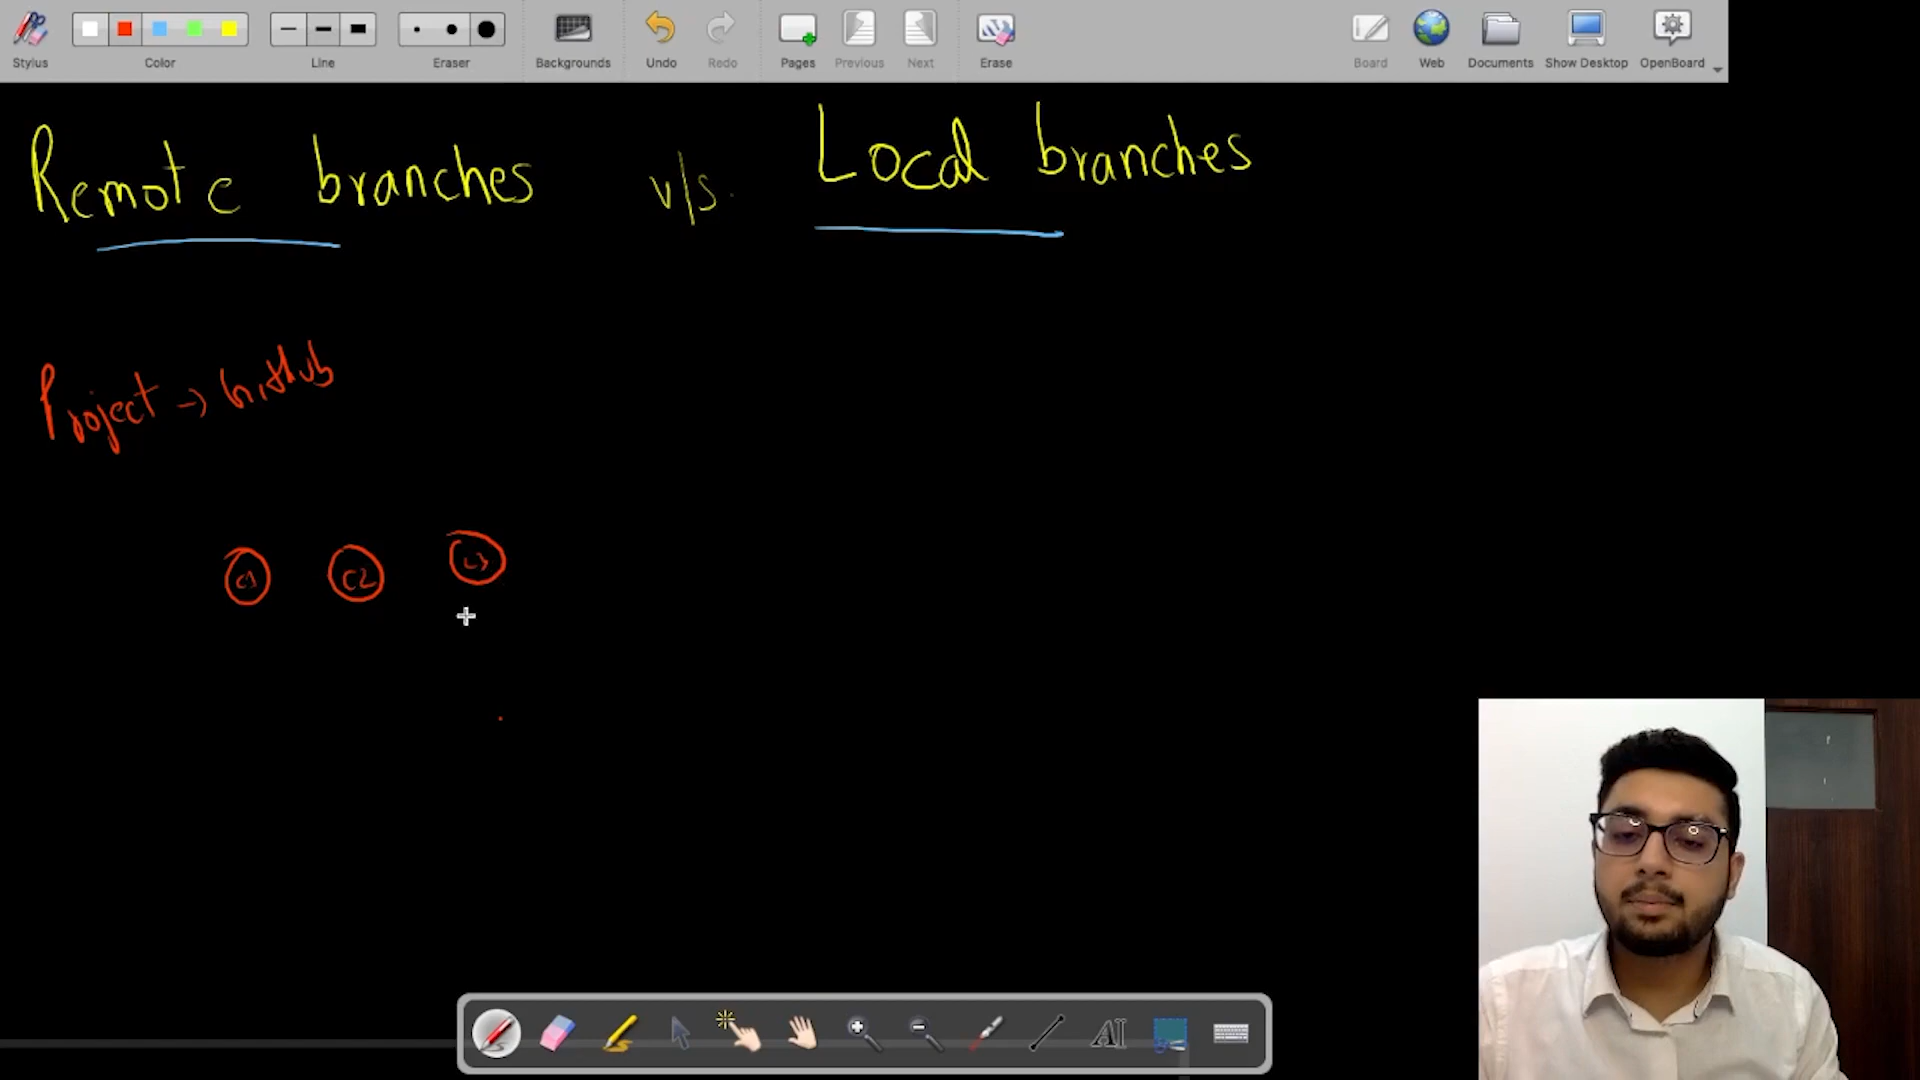 Stylus Color Line Eraser Backgrounds Undo Redo Pages Previous Next Erase Board Web Documents Show Desktop OpenBoard
Remote branches v/s. Local branches
Project → Github
C1 C2 C3